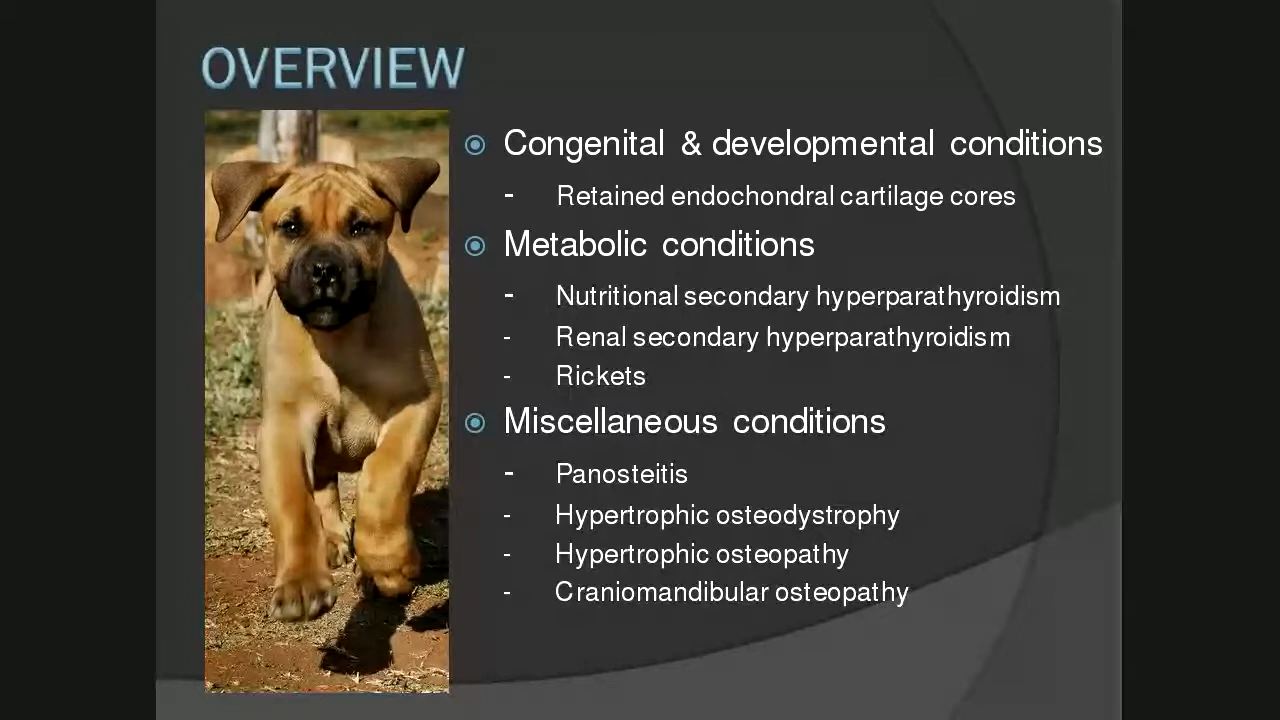 OVERVIEW
Congenital & developmental conditions
- Retained endochondral cartilage cores
Metabolic conditions
- Nutritional secondary hyperparathyroidism
- Renal secondary hyperparathyroidism
- Rickets
Miscellaneous conditions
- Panosteitis
- Hypertrophic osteodystrophy
- Hypertrophic osteopathy
- Craniomandibular osteopathy